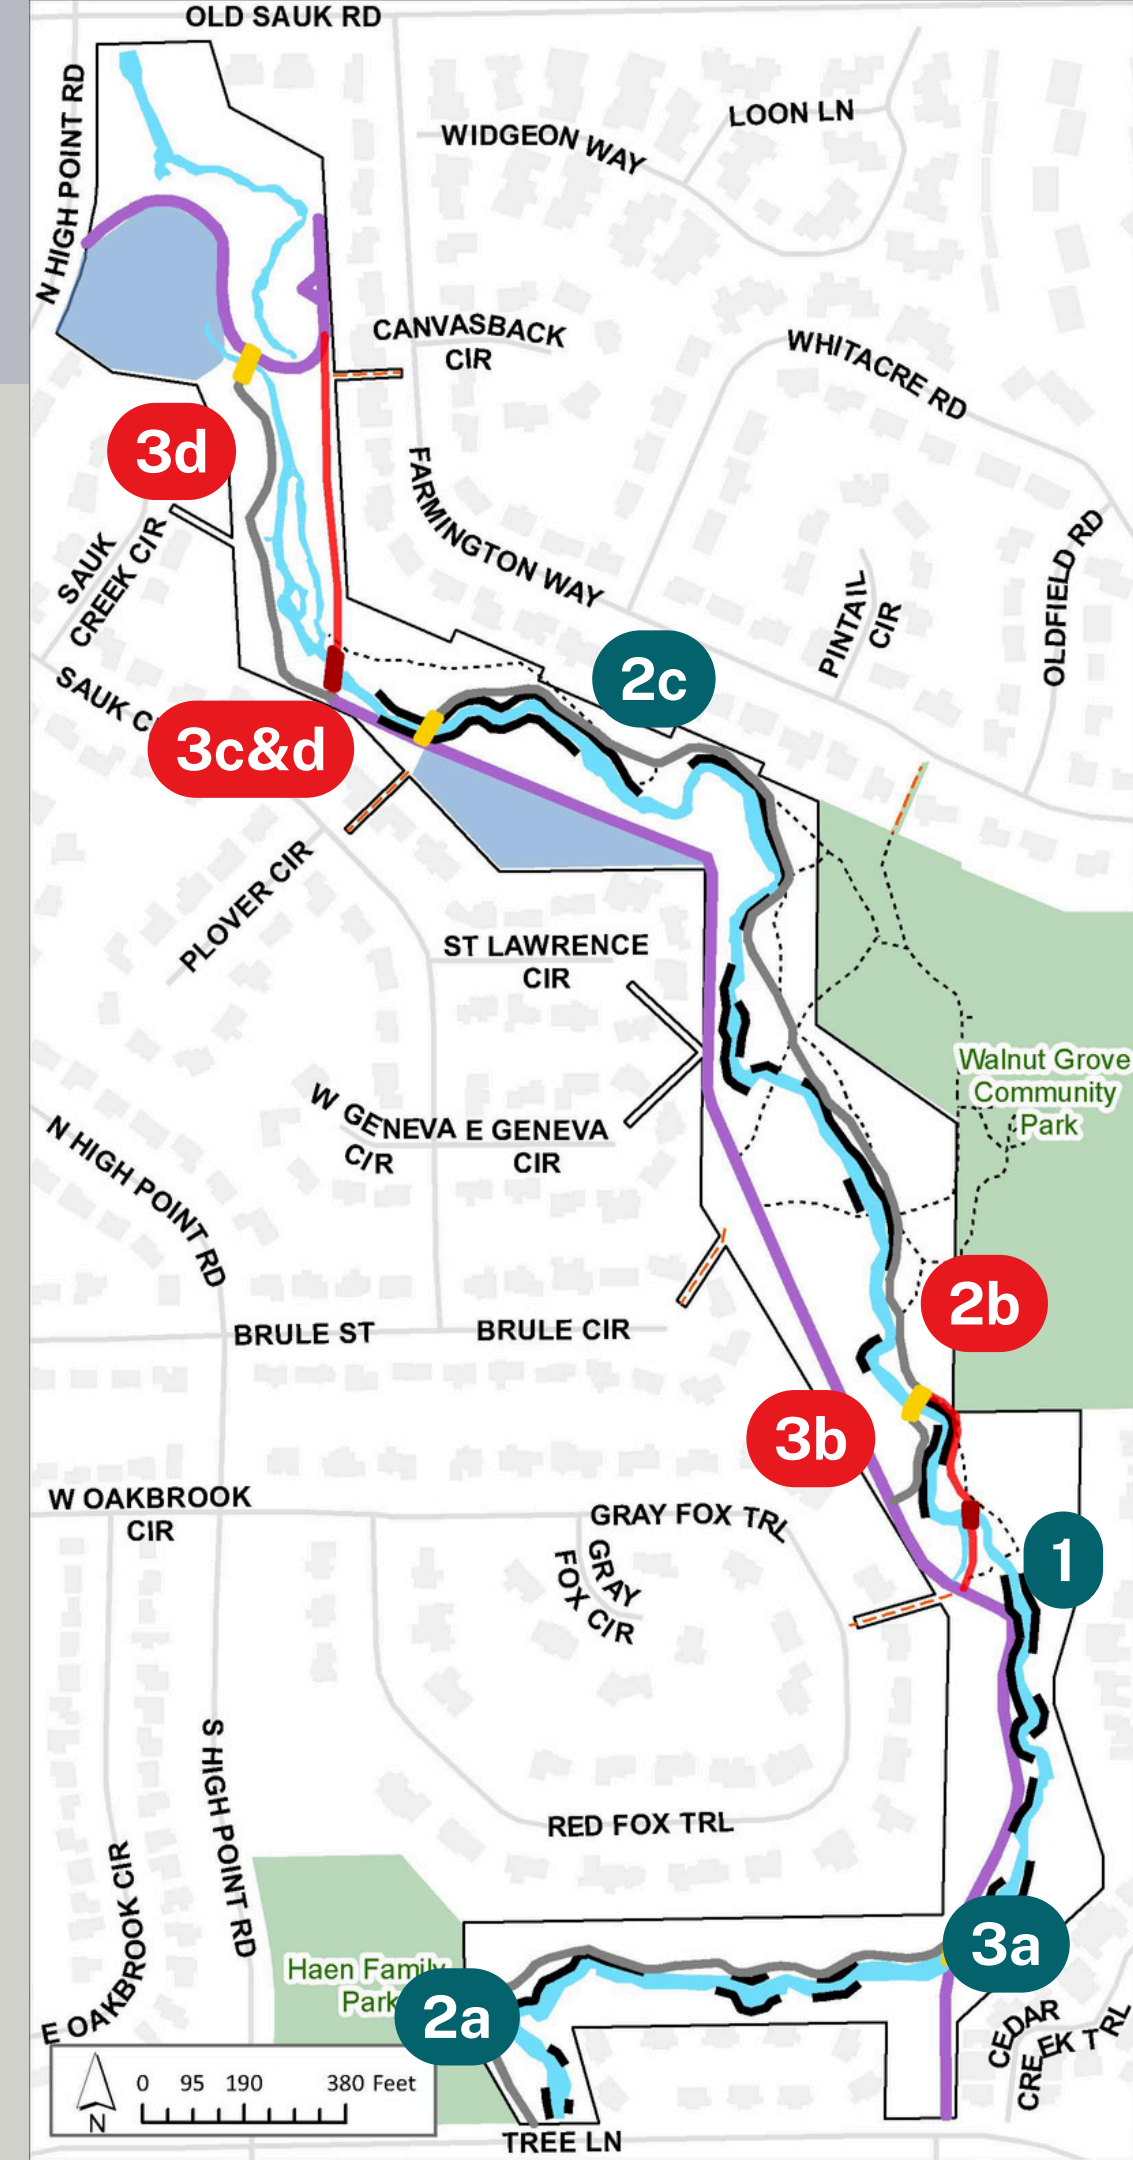 OLD SAUK RD
N HIGH POINT RD
WIDGEON WAY
LOON LN
CANVASBACK
CIR
WHITACRE RD
3d
FARMINGTON WAY
SAUK
CREEK CIR
PINTAIL
CIR
OLDFIELD RD
2c
SAUK C
3c&d
PLOVER CIR
ST LAWRENCE
CIR
Walnut Grove
Community
Park
W GENEVA
CIR
E GENEVA
CIR
N HIGH POINT RD
2b
BRULE ST
BRULE CIR
3b
W OAKBROOK
CIR
GRAY FOX TRL
GRAY
FOX CIR
1
S HIGH POINT RD
RED FOX TRL
E OAKBROOK CIR
3a
Haen Family
Park
2a
CEDAR
CREEK TRL
0 95 190 380 Feet
N
TREE LN